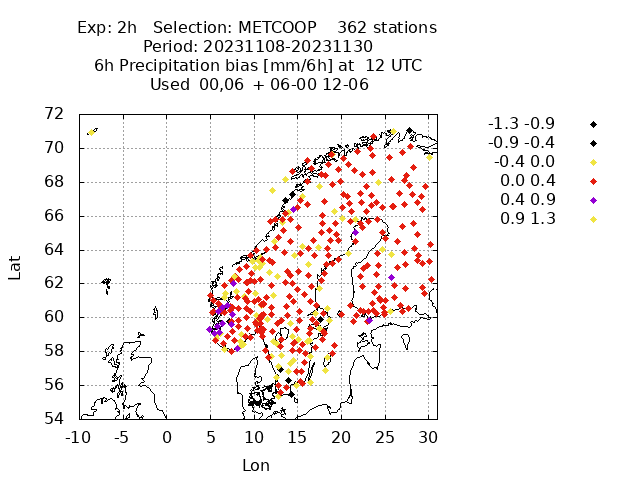 Exp: 2h Selection: METCOOP 362 stations
Period: 20231108-20231130
6h Precipitation bias [mm/6h] at 12 UTC
Used 00,06 + 06-00 12-06
72
70
68
66
64
62
60
58
56
54
Lat
-10 -5 0 5 10 15 20 25 30
Lon
-1.3 -0.9
-0.9 -0.4
-0.4 0.0
0.0 0.4
0.4 0.9
0.9 1.3